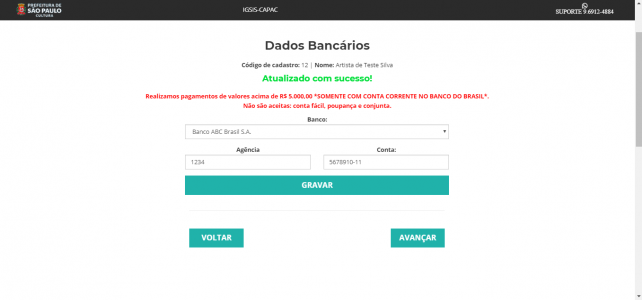 PREFEITURA DE
SÃO PAULO
CULTURA
IGSIS-CAPAC
SUPORTE 9 6912-4884
Dados Bancários
Código de cadastro: 12 | Nome: Artista de Teste Silva
Atualizado com sucesso!
Realizamos pagamentos de valores acima de R$ 5.000,00 *SOMENTE COM CONTA CORRENTE NO BANCO DO BRASIL*.
Não são aceitas: conta fácil, poupança e conjunta.
Banco:
Banco ABC Brasil S.A.
Agência Conta:
1234 5678910-11
GRAVAR
VOLTAR AVANÇAR